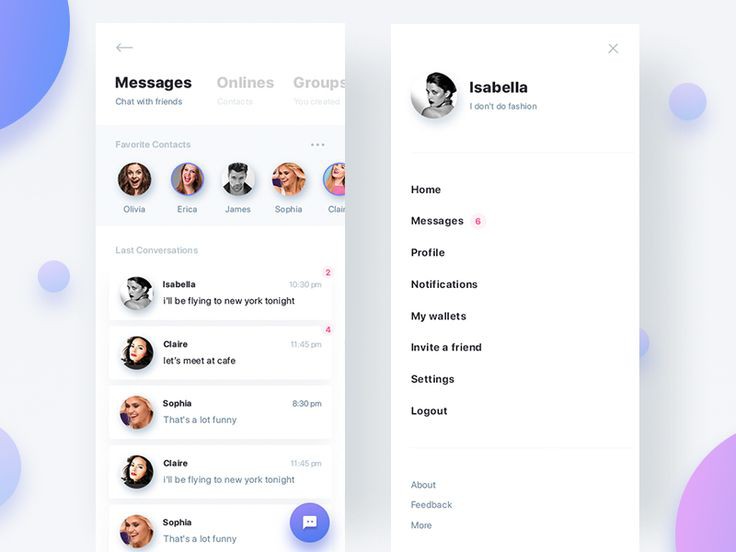 Messages Onlines Groups
Chat with friends Contacts You created
Favorite Contacts
Olivia Erica James Sophia Clair
Last Conversations
2
Isabella 10:30 pm
i'll be flying to new york tonight
4
Claire 11:45 pm
let's meet at cafe
Sophia 8:30 pm
That's a lot funny
Claire 11:45 pm
i'll be flying to new york tonight
Sophia
That's a lot funny
Isabella
I don't do fashion
Home
Messages 6
Profile
Notifications
My wallets
Invite a friend
Settings
Logout
About
Feedback
More